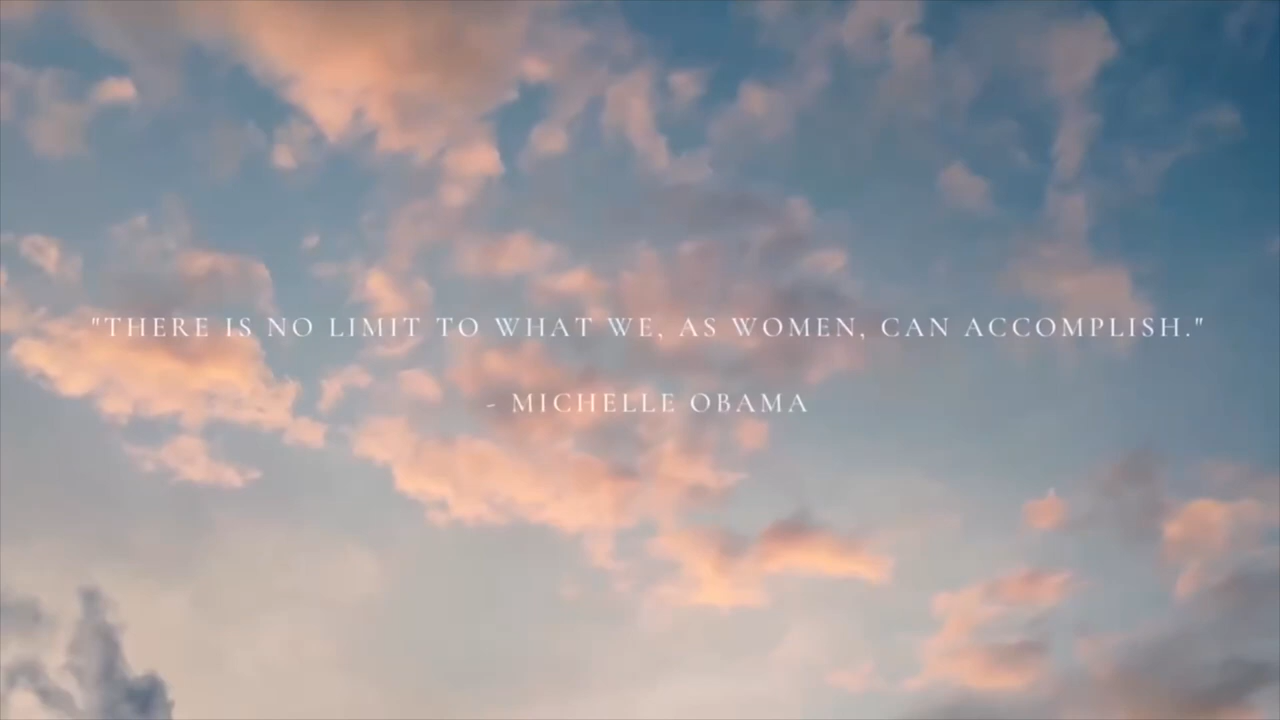 "THERE IS NO LIMIT TO WHAT WE, AS WOMEN, CAN ACCOMPLISH."
- MICHELLE OBAMA